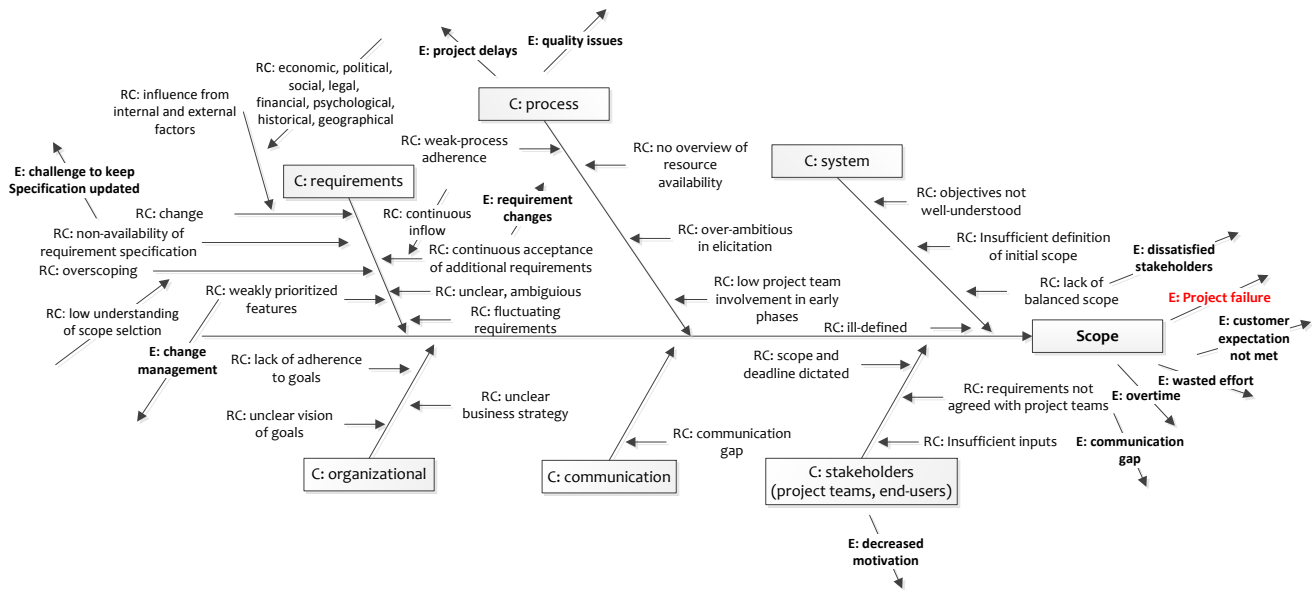 E: project delays
E: quality issues
RC: economic, political,
social, legal,
financial, psychological,
historical, geographical
RC: influence from
internal and external
factors
C: process
RC: weak-process
adherence
RC: no overview of
resource
availability
C: system
E: challenge to keep
Specification updated
C: requirements
E: requirement
changes
RC: objectives not
well-understood
RC: change
RC: continuous
inflow
RC: non-availability of
requirement specification
RC: over-ambitious
in elicitation
RC: Insufficient definition
of initial scope
E: dissatisfied
stakeholders
RC: continuous acceptance
of additional requirements
RC: overscoping
RC: weakly prioritized
features
RC: unclear, ambiguous
RC: low project team
involvement in early
phases
RC: lack of
balanced scope
E: Project failure
RC: low understanding
of scope selction
RC: fluctuating
requirements
RC: ill-defined
Scope
E: customer
expectation
not met
E: change
management
RC: lack of adherence
to goals
RC: scope and
deadline dictated
E: wasted effort
E: overtime
RC: unclear vision
of goals
RC: unclear
business strategy
RC: requirements not
agreed with project teams
RC: communication
gap
RC: Insufficient inputs
E: communication
gap
C: organizational
C: communication
C: stakeholders
(project teams, end-users)
E: decreased
motivation